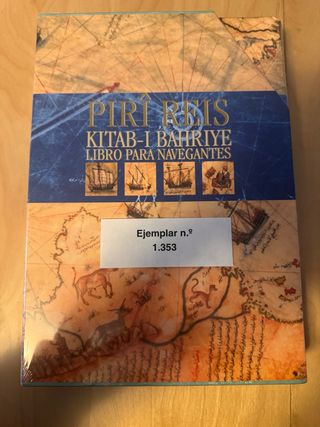 PIRÎ REIS
KITAB-I BAHRIYE
LIBRO PARA NAVEGANTES
Ejemplar n.º
1.353